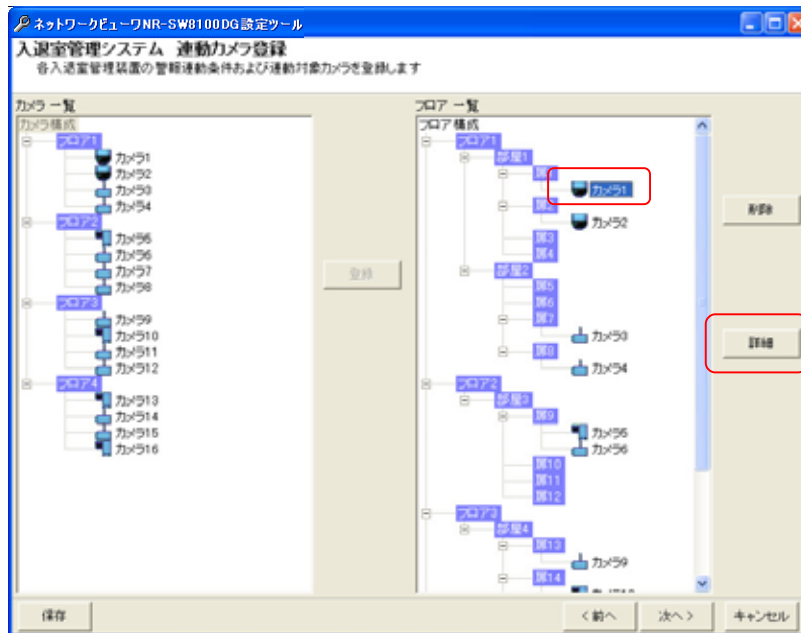 ネットワークビューワNR-SW8100DG設定ツール
入退室管理システム 連動カメラ登録
各入退室管理装置の警報連動条件および連動対象カメラを登録します
カメラ 一覧
カメラ構成
フロア1
カメラ1
カメラ2
カメラ3
カメラ4
フロア2
カメラ5
カメラ6
カメラ7
カメラ8
フロア3
カメラ9
カメラ10
カメラ11
カメラ12
フロア4
カメラ13
カメラ14
カメラ15
カメラ16
登録
フロア 一覧
フロア構成
フロア1
部屋1
カメラ1
扉2
カメラ2
扉3
扉4
部屋2
扉5
扉6
扉7
カメラ3
扉8
カメラ4
フロア2
部屋3
扉9
カメラ5
カメラ6
扉10
扉11
扉12
フロア3
部屋4
扉13
カメラ9
扉14
削除
詳細
保存
<前へ
次へ>
キャンセル